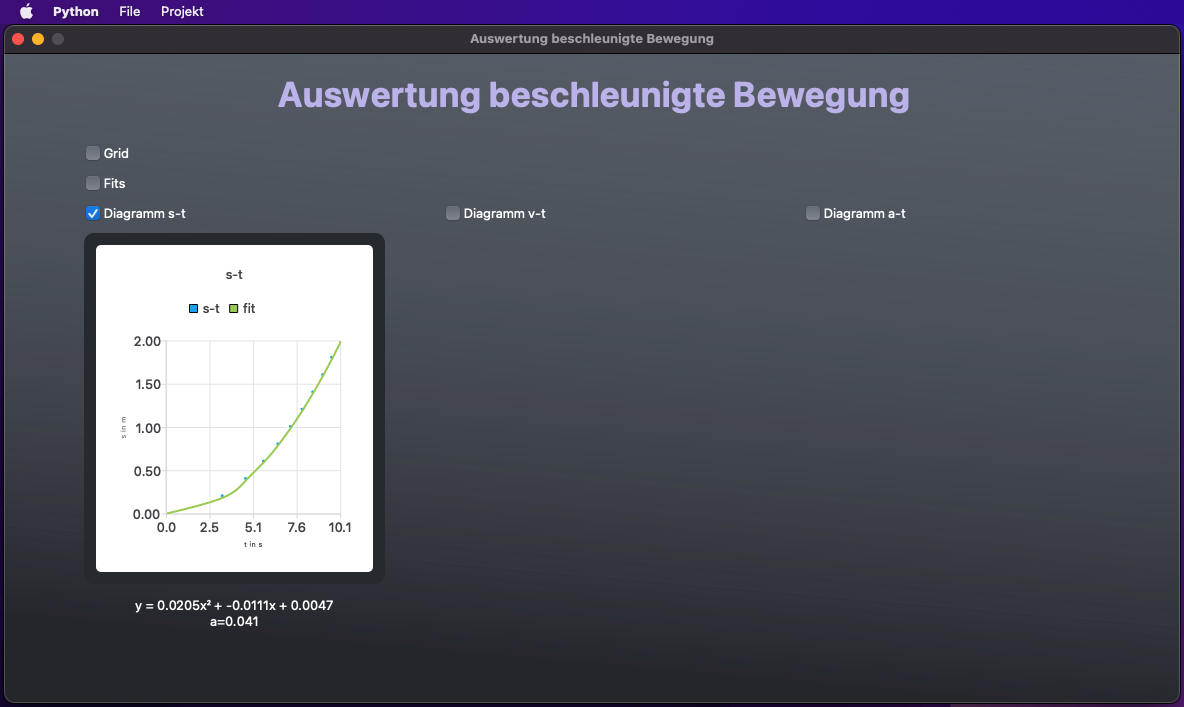 Python File Projekt
Auswertung beschleunigte Bewegung
Auswertung beschleunigte Bewegung
Grid
Fits
Diagramm s-t
Diagramm v-t
Diagramm a-t
s-t
s-t fit
2.00
1.50
1.00
0.50
0.00
s in m
0.0 2.5 5.1 7.6 10.1
t in s
y = 0.0205x² + -0.0111x + 0.0047
a=0.041